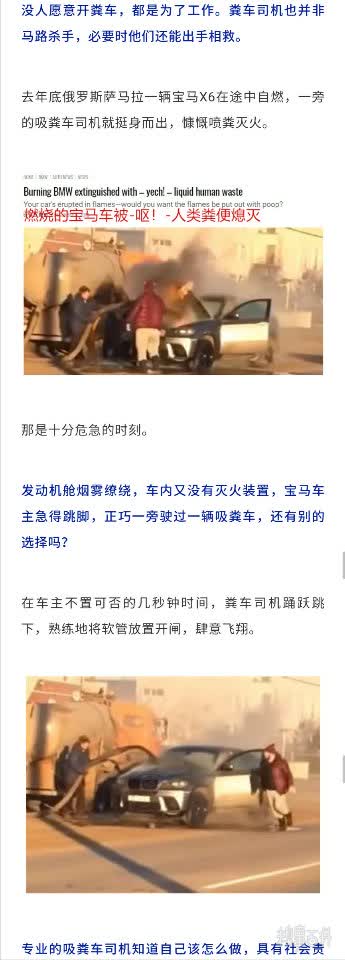 没人愿意开粪车，都是为了工作。粪车司机也并非
马路杀手，必要时他们还能出手相救。
去年底俄罗斯萨马拉一辆宝马X6在途中自燃，一旁
的吸粪车司机就挺身而出，慷慨喷粪灭火。
Burning BMW extinguished with – yech! – liquid human waste
Your car's erupted in flames—would you want the flames be put out with poop?
燃烧的宝马车被-呕！-人类粪便熄灭
那是十分危急的时刻。
发动机舱烟雾缭绕，车内又没有灭火装置，宝马车
主急得跳脚，正巧一旁驶过一辆吸粪车，还有别的
选择吗？
在车主不置可否的几秒钟时间，粪车司机踊跃跳
下，熟练地将软管放置开闸，肆意飞翔。
专业的吸粪车司机知道自己该怎么做，具有社会责